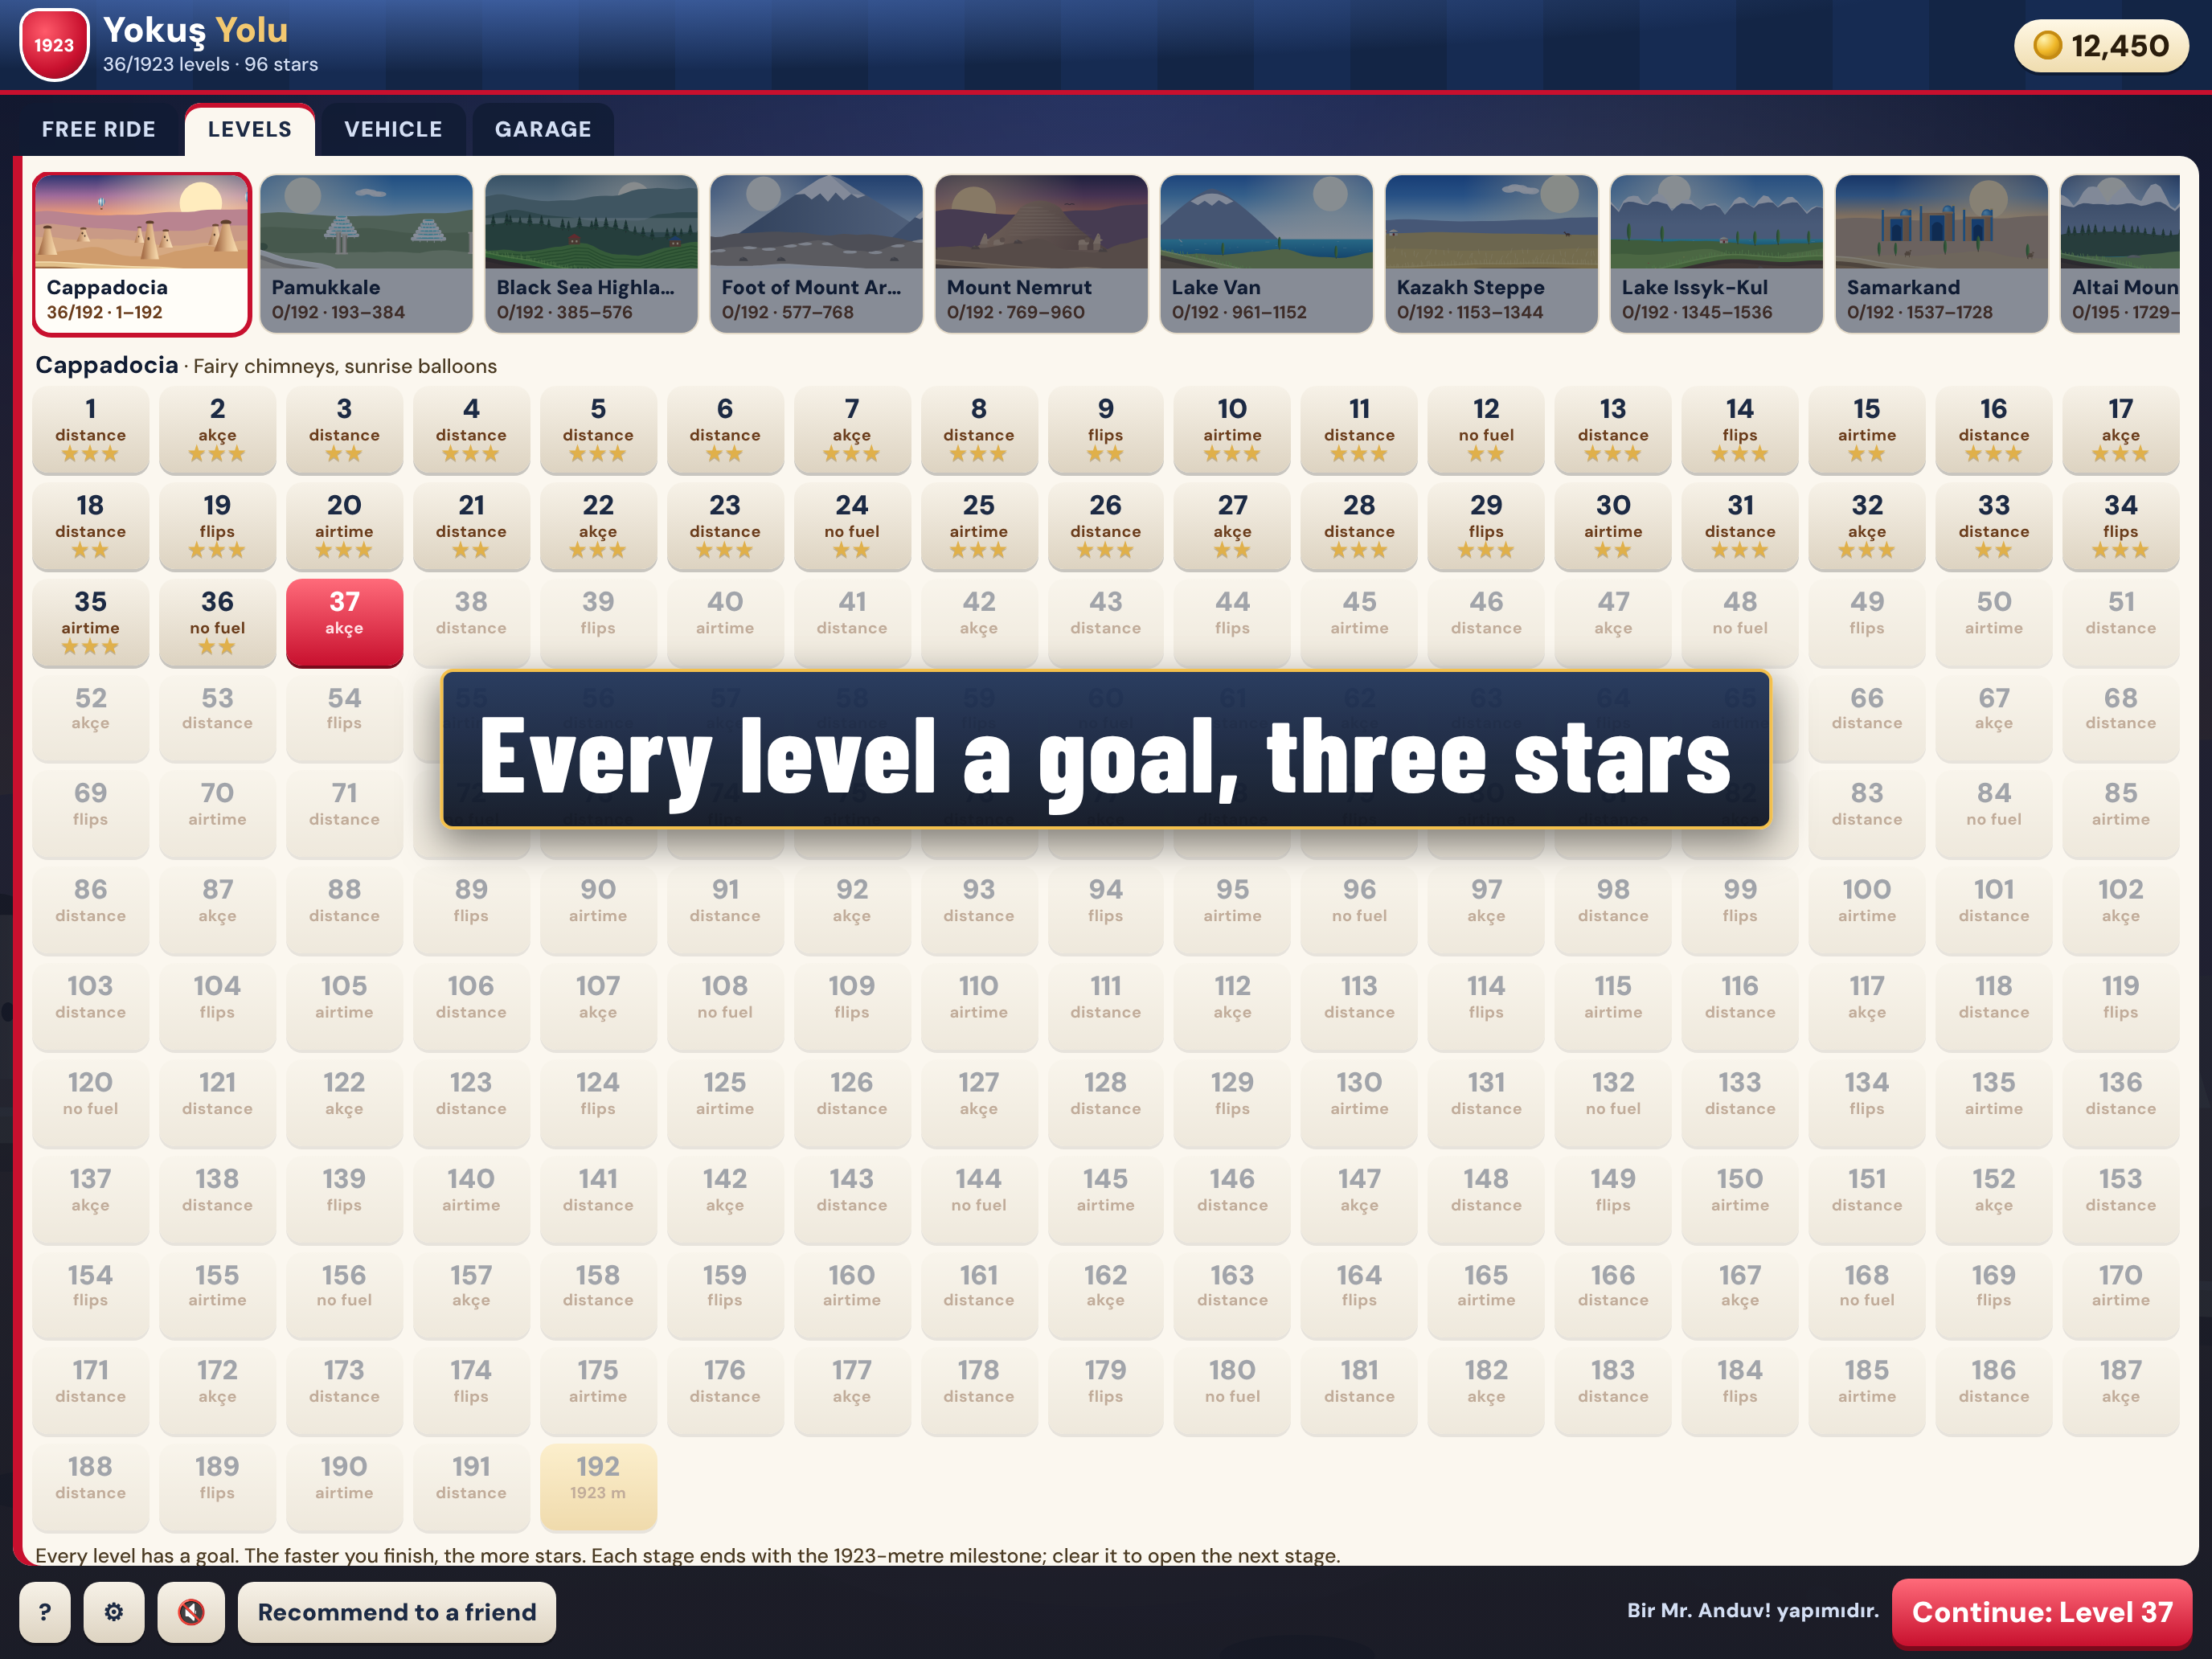 1923
Yokuş Yolu
36/1923 levels · 96 stars
12,450
FREE RIDE LEVELS VEHICLE GARAGE
Cappadocia Pamukkale Black Sea Highla... Foot of Mount Ar... Mount Nemrut Lake Van Kazakh Steppe Lake Issyk-Kul Samarkand Altai Moun
36/192 · 1–192 0/192 · 193–384 0/192 · 385–576 0/192 · 577–768 0/192 · 769–960 0/192 · 961–1152 0/192 · 1153–1344 0/192 · 1345–1536 0/192 · 1537–1728 0/195 · 1729–
Cappadocia · Fairy chimneys, sunrise balloons
1 2 3 4 5 6 7 8 9 10 11 12 13 14 15 16 17
distance akçe distance distance distance distance akçe distance flips airtime distance no fuel distance flips airtime distance akçe
18 19 20 21 22 23 24 25 26 27 28 29 30 31 32 33 34
distance flips airtime distance akçe distance no fuel airtime distance akçe distance flips airtime distance akçe distance flips
35 36 37 38 39 40 41 42 43 44 45 46 47 48 49 50 51
airtime no fuel akçe distance flips airtime distance akçe distance flips airtime distance akçe no fuel flips airtime distance
52 53 54 55 56 57 58 59 60 61 62 63 64 65 66 67 68
akçe distance flips distance akçe distance
Every level a goal, three stars
69 70 71 83 84 85
flips airtime distance distance no fuel airtime
86 87 88 89 90 91 92 93 94 95 96 97 98 99 100 101 102
distance akçe distance flips airtime distance akçe distance flips airtime no fuel akçe distance flips airtime distance akçe
103 104 105 106 107 108 109 110 111 112 113 114 115 116 117 118 119
distance flips airtime distance akçe no fuel flips airtime distance akçe distance flips airtime distance akçe distance flips
120 121 122 123 124 125 126 127 128 129 130 131 132 133 134 135 136
no fuel distance akçe distance flips airtime distance akçe distance flips airtime distance no fuel distance flips airtime distance
137 138 139 140 141 142 143 144 145 146 147 148 149 150 151 152 153
akçe distance flips airtime distance akçe distance no fuel airtime distance akçe distance flips airtime distance akçe distance
154 155 156 157 158 159 160 161 162 163 164 165 166 167 168 169 170
flips airtime no fuel akçe distance flips airtime distance akçe distance flips airtime distance akçe no fuel flips airtime
171 172 173 174 175 176 177 178 179 180 181 182 183 184 185 186 187
distance akçe distance flips airtime distance akçe distance flips no fuel distance akçe distance flips airtime distance akçe
188 189 190 191 192
distance flips airtime distance 1923 m
Every level has a goal. The faster you finish, the more stars. Each stage ends with the 1923-metre milestone; clear it to open the next stage.
? Recommend to a friend Bir Mr. Anduv! yapımıdır. Continue: Level 37